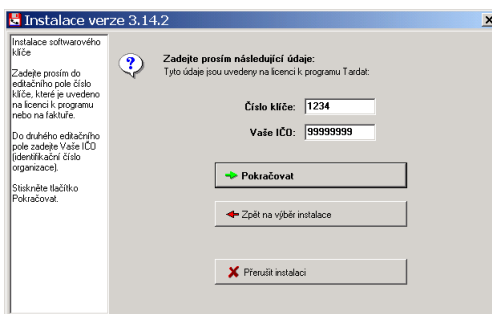 Instalace verze 3.14.2
Instalace softwarového
klíče
Zadejte prosím do
editačního pole číslo
klíče, které je uvedeno
na licenci k programu
nebo na faktuře.
Do druhého editačního
pole zadejte Vaše IČO
(identifikační číslo
organizace).
Stiskněte tlačítko
Pokračovat.
Zadejte prosím následující údaje:
Tyto údaje jsou uvedeny na licenci k programu Tardat:
Číslo klíče: 1234
Vaše IČO: 99999999
Pokračovat
Zpět na výběr instalace
Přerušit instalaci